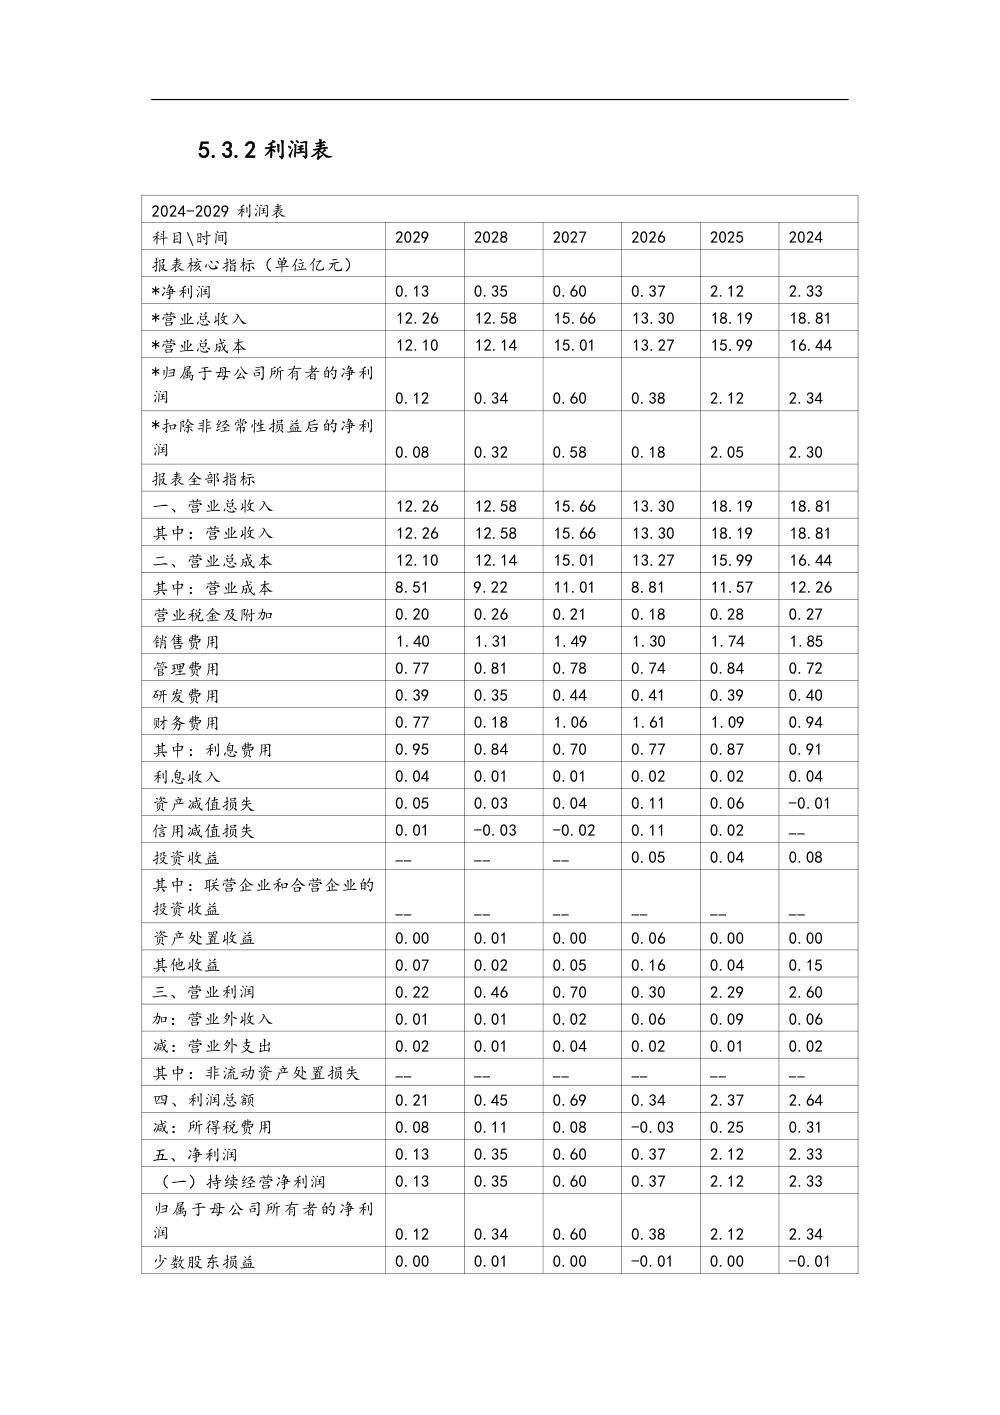 5.3.2 利润表
2024-2029 利润表
科目\时间 2029 2028 2027 2026 2025 2024
报表核心指标（单位亿元）
*净利润 0.13 0.35 0.60 0.37 2.12 2.33
*营业总收入 12.26 12.58 15.66 13.30 18.19 18.81
*营业总成本 12.10 12.14 15.01 13.27 15.99 16.44
*归属于母公司所有者的净利
润 0.12 0.34 0.60 0.38 2.12 2.34
*扣除非经常性损益后的净利
润 0.08 0.32 0.58 0.18 2.05 2.30
报表全部指标
一、营业总收入 12.26 12.58 15.66 13.30 18.19 18.81
其中：营业收入 12.26 12.58 15.66 13.30 18.19 18.81
二、营业总成本 12.10 12.14 15.01 13.27 15.99 16.44
其中：营业成本 8.51 9.22 11.01 8.81 11.57 12.26
营业税金及附加 0.20 0.26 0.21 0.18 0.28 0.27
销售费用 1.40 1.31 1.49 1.30 1.74 1.85
管理费用 0.77 0.81 0.78 0.74 0.84 0.72
研发费用 0.39 0.35 0.44 0.41 0.39 0.40
财务费用 0.77 0.18 1.06 1.61 1.09 0.94
其中：利息费用 0.95 0.84 0.70 0.77 0.87 0.91
利息收入 0.04 0.01 0.01 0.02 0.02 0.04
资产减值损失 0.05 0.03 0.04 0.11 0.06 -0.01
信用减值损失 0.01 -0.03 -0.02 0.11 0.02 --
投资收益 -- -- -- 0.05 0.04 0.08
其中：联营企业和合营企业的
投资收益 -- -- -- -- -- --
资产处置收益 0.00 0.01 0.00 0.06 0.00 0.00
其他收益 0.07 0.02 0.05 0.16 0.04 0.15
三、营业利润 0.22 0.46 0.70 0.30 2.29 2.60
加：营业外收入 0.01 0.01 0.02 0.06 0.09 0.06
减：营业外支出 0.02 0.01 0.04 0.02 0.01 0.02
其中：非流动资产处置损失 -- -- -- -- -- --
四、利润总额 0.21 0.45 0.69 0.34 2.37 2.64
减：所得税费用 0.08 0.11 0.08 -0.03 0.25 0.31
五、净利润 0.13 0.35 0.60 0.37 2.12 2.33
（一）持续经营净利润 0.13 0.35 0.60 0.37 2.12 2.33
归属于母公司所有者的净利
润 0.12 0.34 0.60 0.38 2.12 2.34
少数股东损益 0.00 0.01 0.00 -0.01 0.00 -0.01